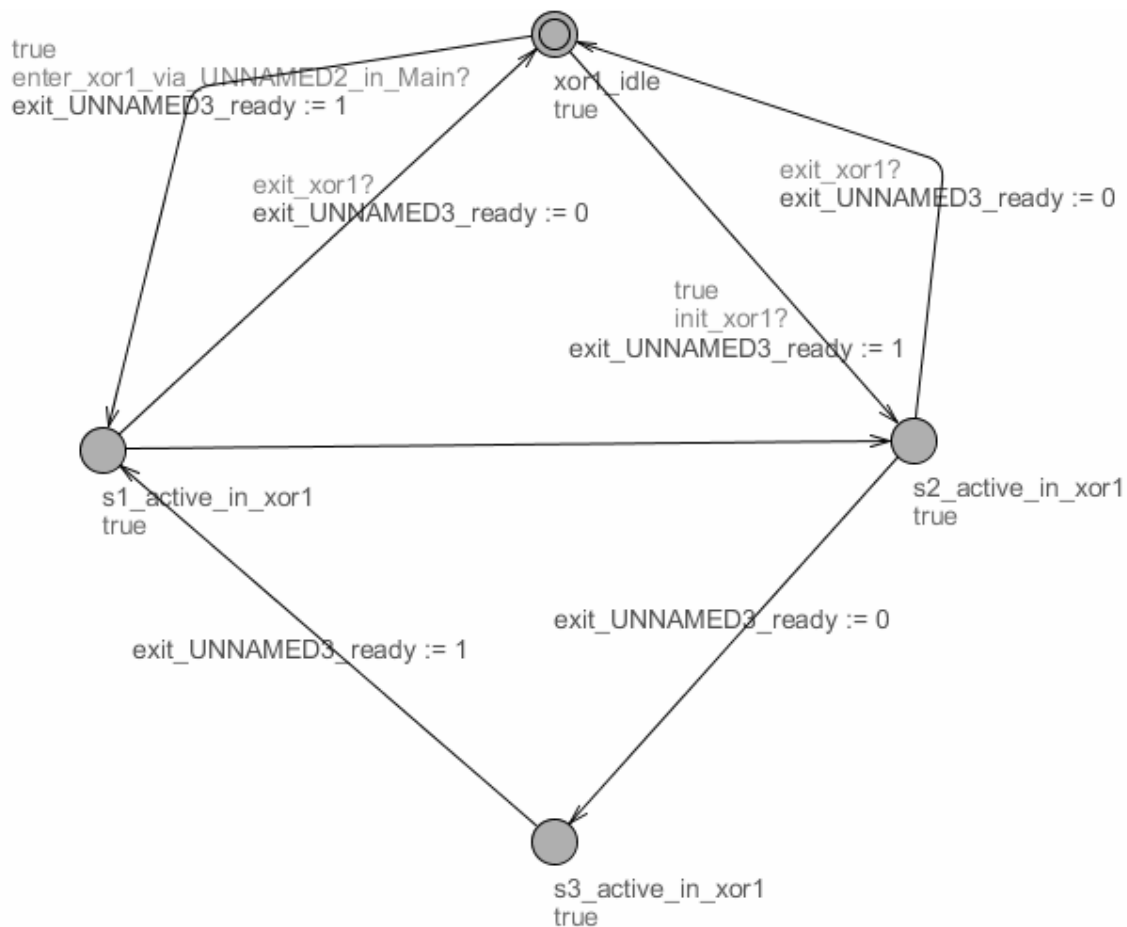 true
enter_xor1_via_UNNAMED2_in_Main?
exit_UNNAMED3_ready := 1
xor1_idle
true
exit_xor1?
exit_UNNAMED3_ready := 0
exit_xor1?
exit_UNNAMED3_ready := 0
true
init_xor1?
exit_UNNAMED3_ready := 1
s1_active_in_xor1
true
s2_active_in_xor1
true
exit_UNNAMED3_ready := 1
exit_UNNAMED3_ready := 0
s3_active_in_xor1
true